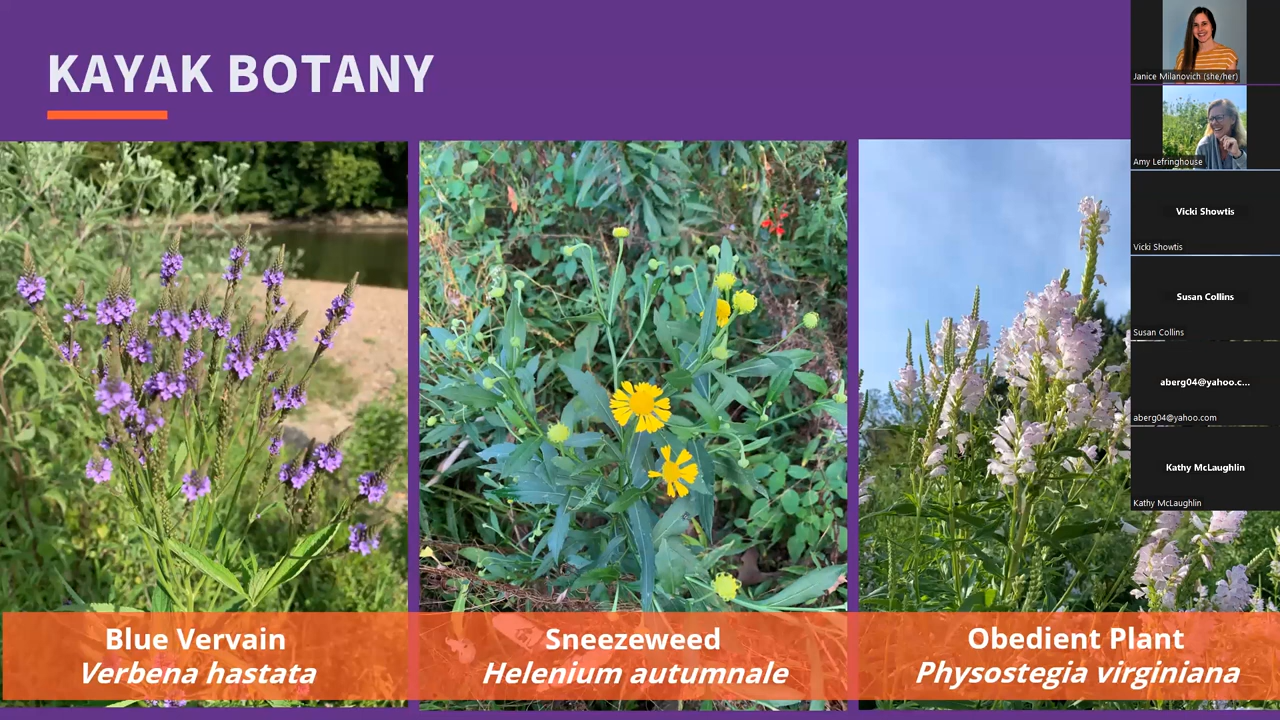 KAYAK BOTANY
Blue Vervain
Verbena hastata
Sneezeweed
Helenium autumnale
Obedient Plant
Physostegia virginiana
Janice Milanovich (she/her)
Amy Lefringhouse
Vicki Showtis
Vicki Showtis
Susan Collins
Susan Collins
aberg04@yahoo.c...
aberg04@yahoo.com
Kathy McLaughlin
Kathy McLaughlin